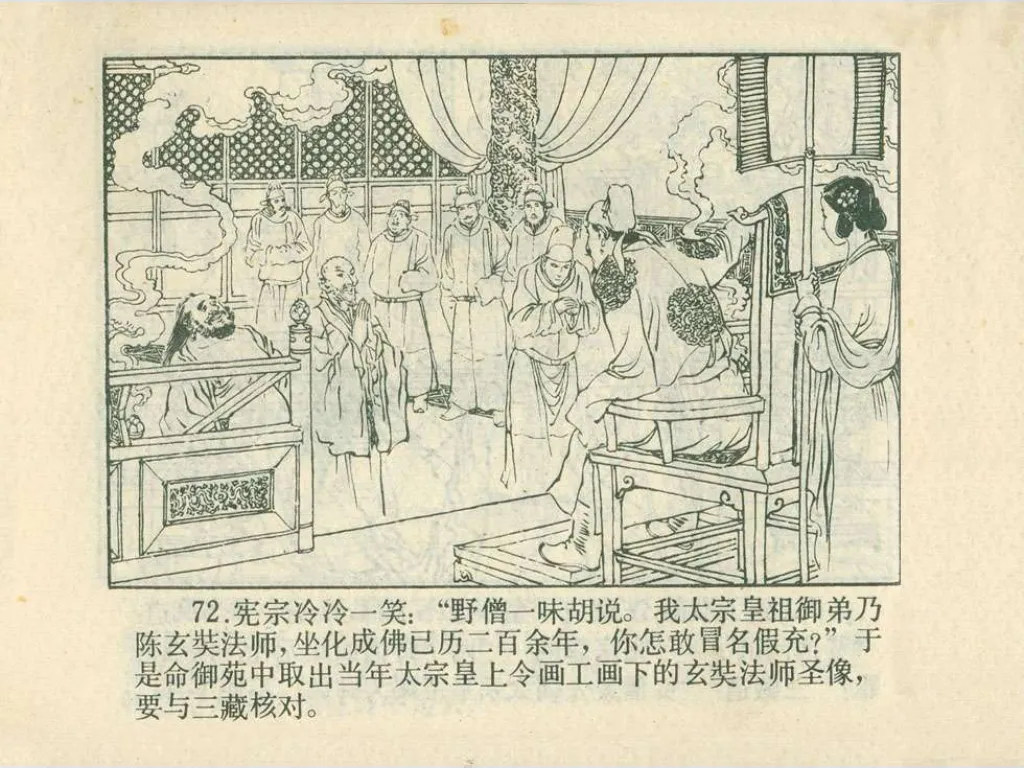 72.宪宗冷冷一笑：“野僧一味胡说。我太宗皇祖御弟乃
陈玄奘法师，坐化成佛已历二百余年，你怎敢冒名假充？”于
是命御苑中取出当年太宗皇上令画工画下的玄奘法师圣像，
要与三藏核对。